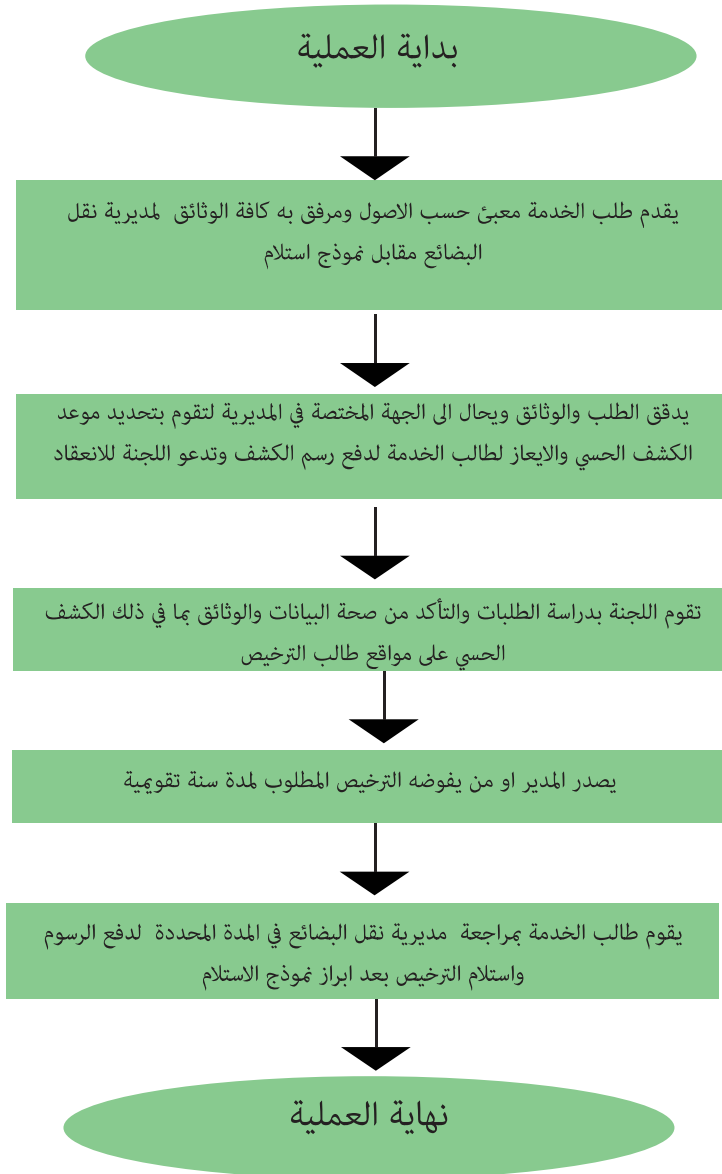 بداية العملية
يقدم طلب الخدمة معبئ حسب الاصول ومرفق به كافة الوثائق لمديرية نقل
البضائع مقابل نموذج استلام
يدقق الطلب والوثائق ويحال الى الجهة المختصة في المديرية لتقوم بتحديد موعد
الكشف الحسي والايعاز لطالب الخدمة لدفع رسم الكشف وتدعو اللجنة للانعقاد
تقوم اللجنة بدراسة الطلبات والتأكد من صحة البيانات والوثائق بما في ذلك الكشف
الحسي على مواقع طالب الترخيص
يصدر المدير او من يفوضه الترخيص المطلوب لمدة سنة تقويمية
يقوم طالب الخدمة بمراجعة مديرية نقل البضائع في المدة المحددة لدفع الرسوم
واستلام الترخيص بعد ابراز نموذج الاستلام
نهاية العملية